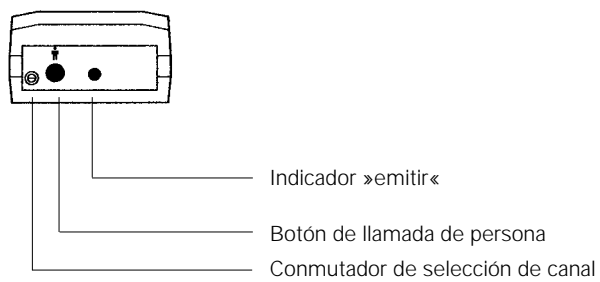 Indicador »emitir«
Botón de llamada de persona
Conmutador de selección de canal